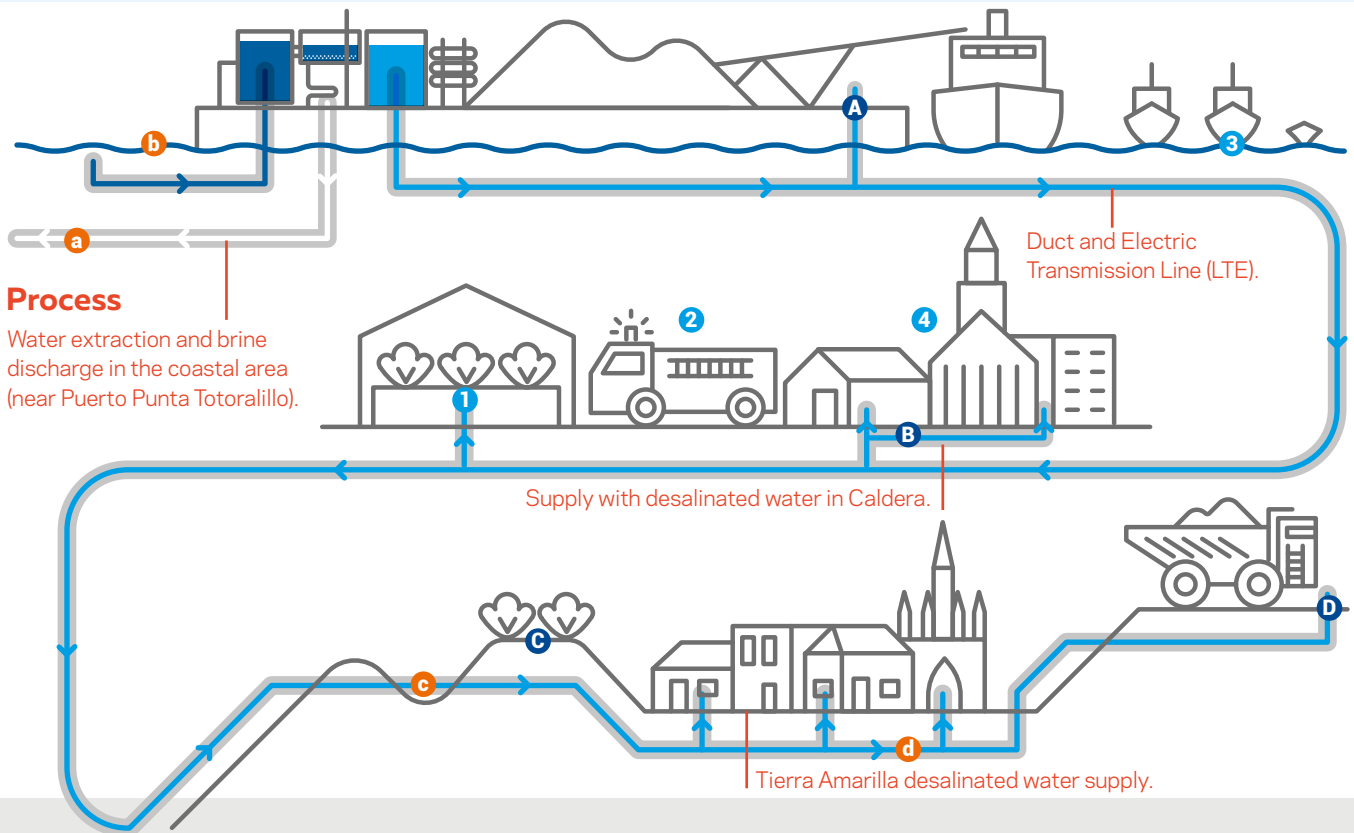 b
A
3
a
Duct and Electric
Transmission Line (LTE).
Process
Water extraction and brine
discharge in the coastal area
(near Puerto Punta Totoralillo).
2
4
1
B
Supply with desalinated water in Caldera.
D
C
c
d
Tierra Amarilla desalinated water supply.